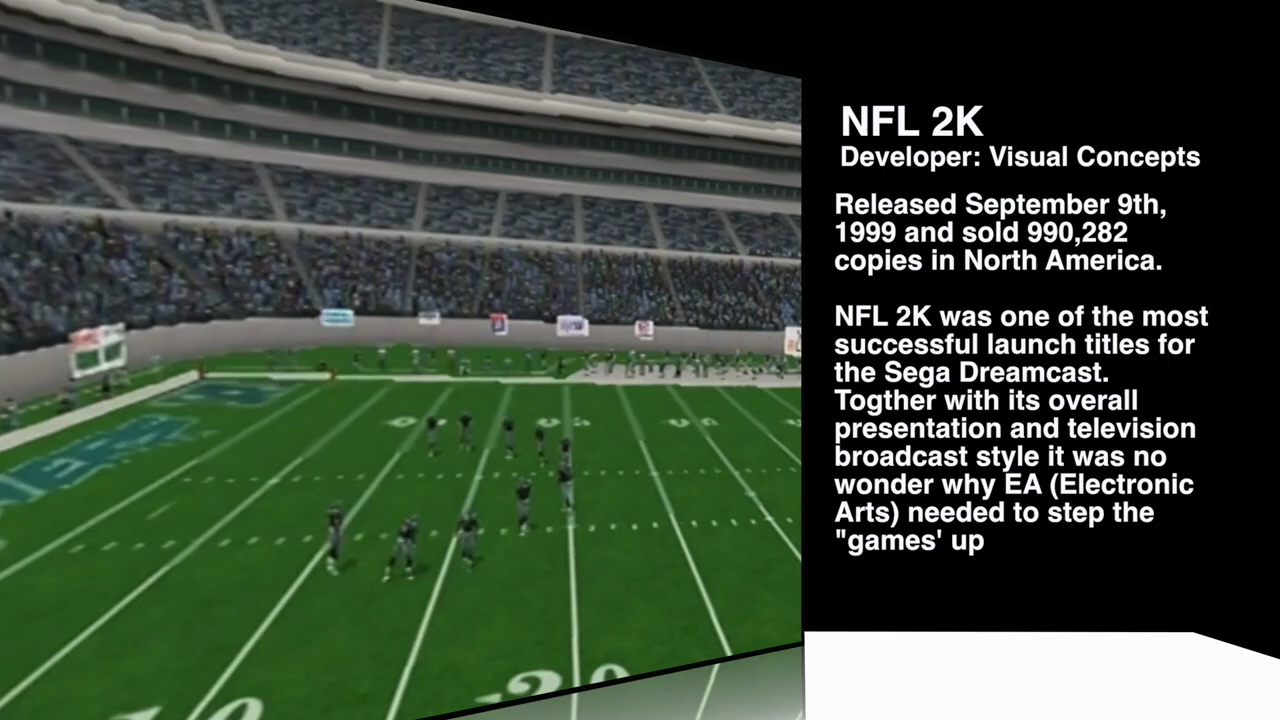 NFL 2K
Developer: Visual Concepts
Released September 9th,
1999 and sold 990,282
copies in North America.
NFL 2K was one of the most
successful launch titles for
the Sega Dreamcast.
Togther with its overall
presentation and television
broadcast style it was no
wonder why EA (Electronic
Arts) needed to step the
"games' up